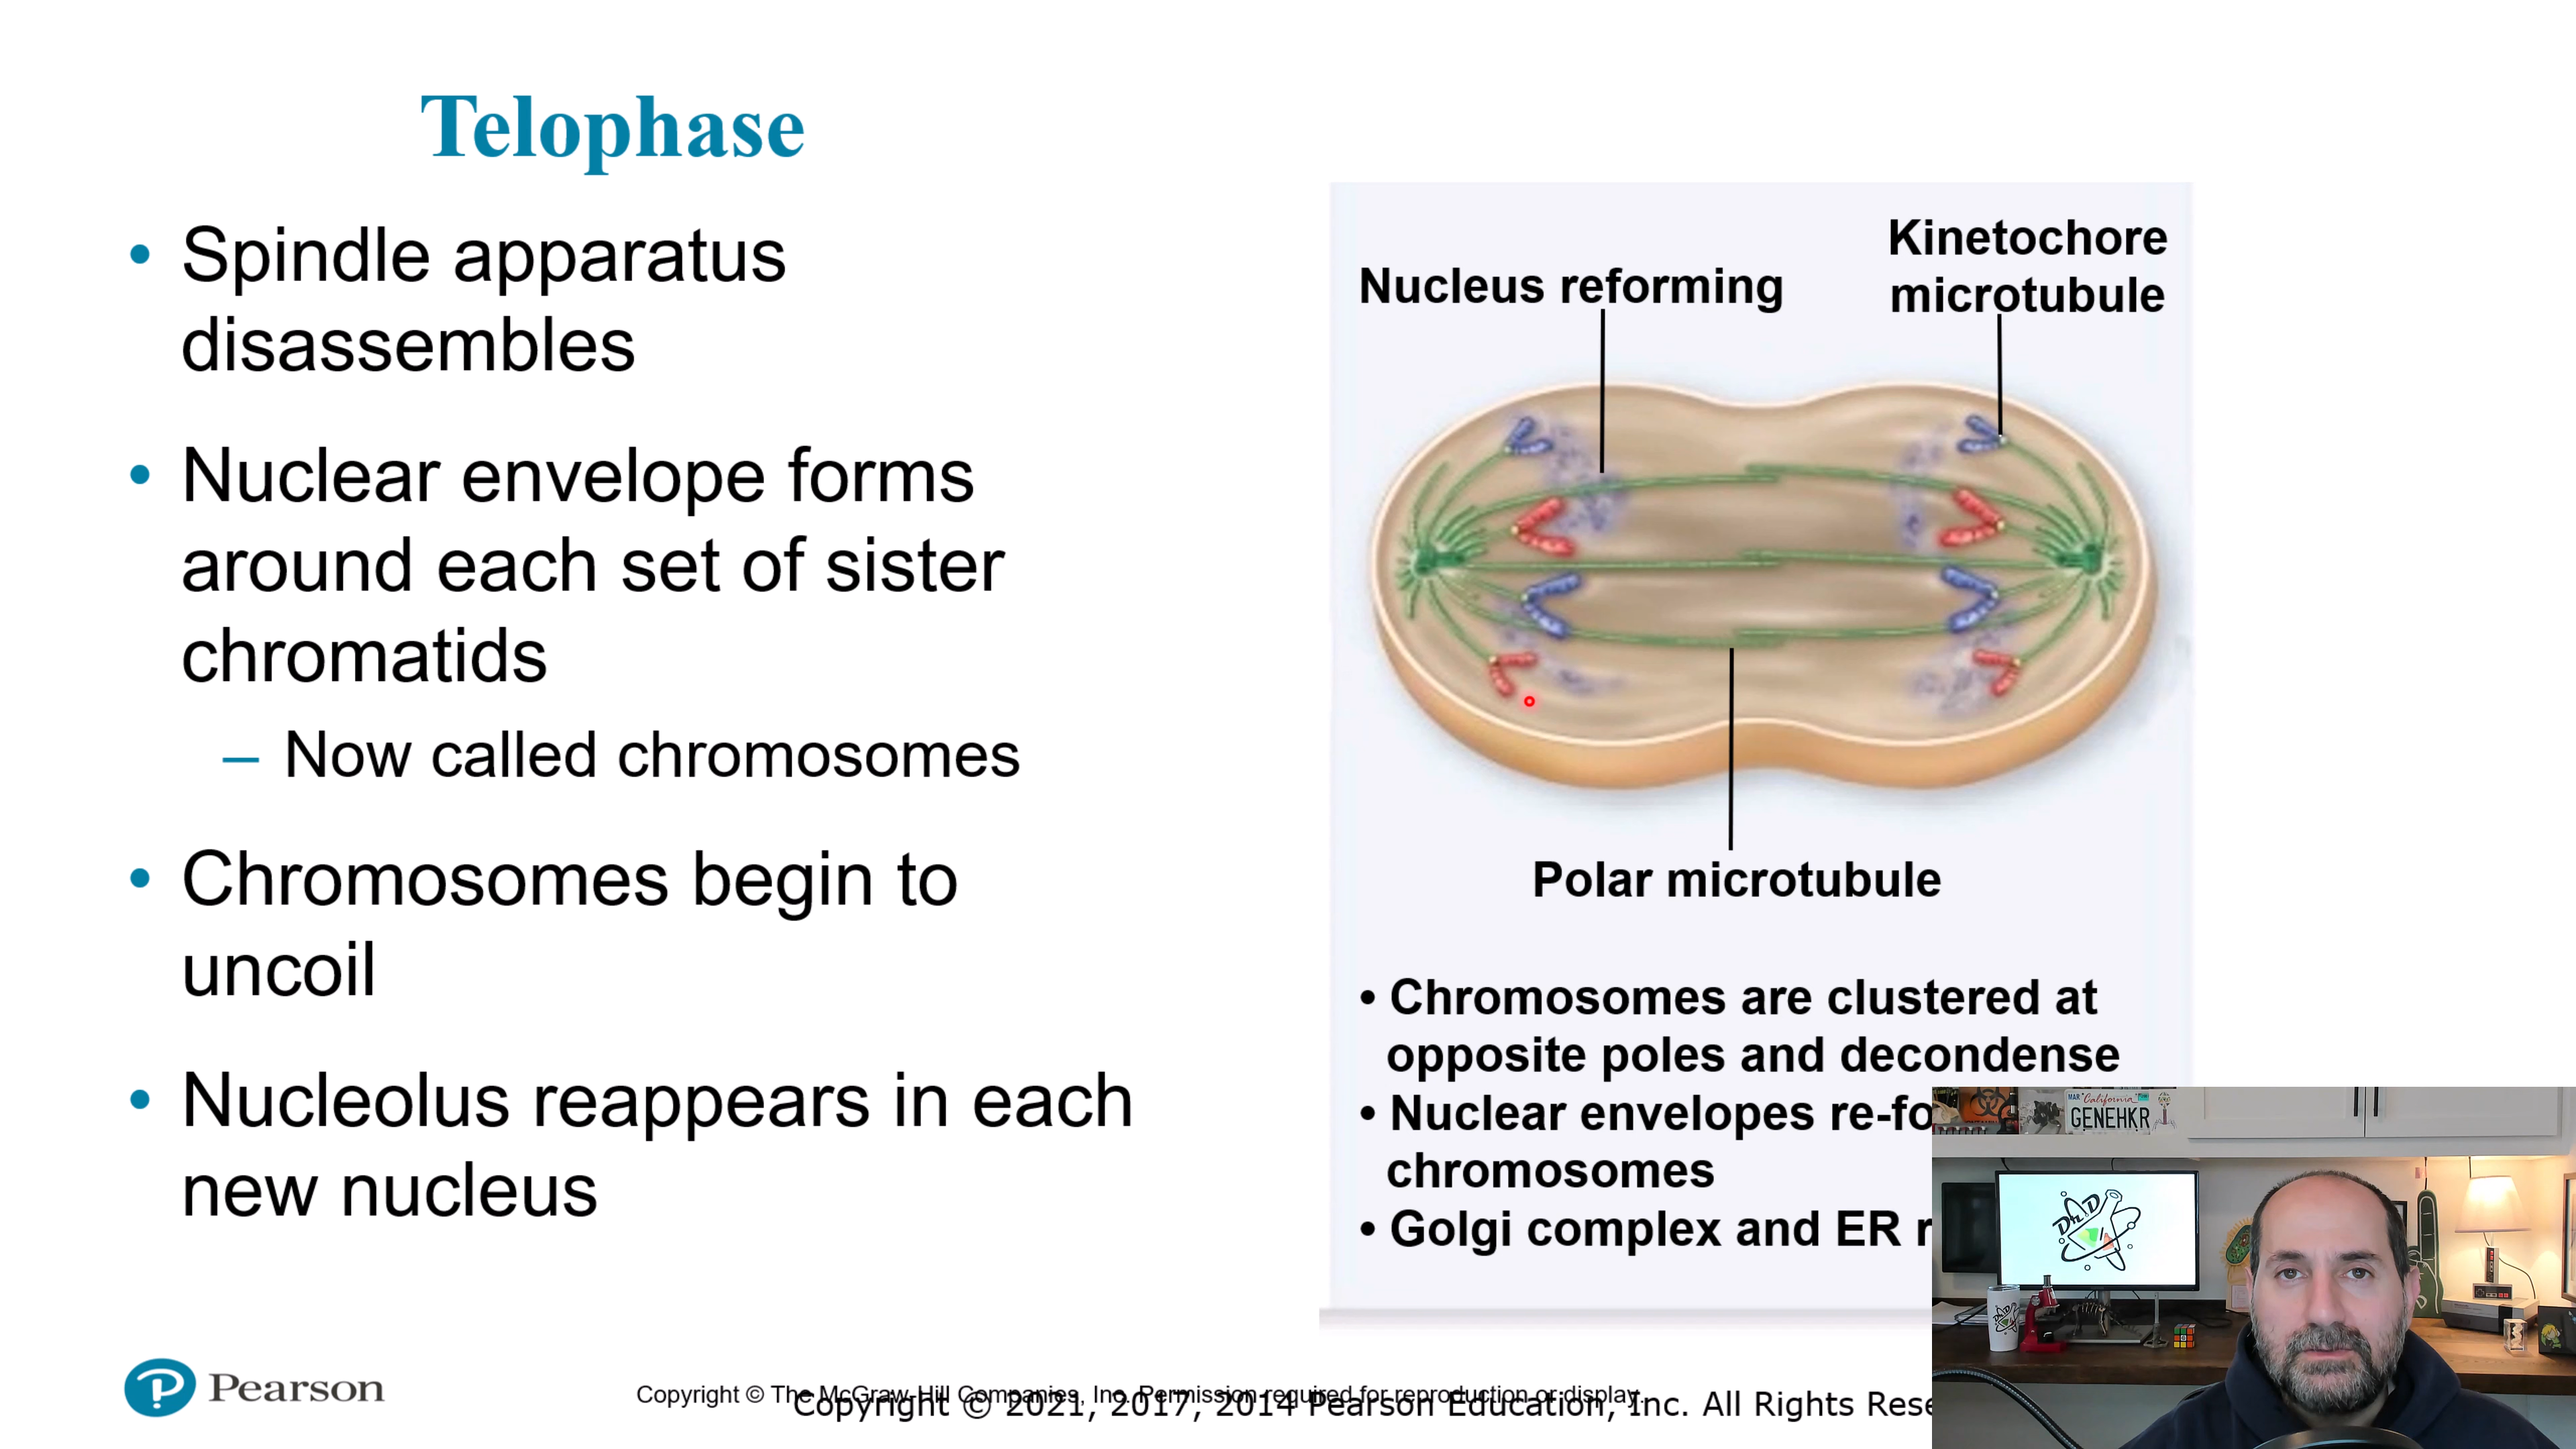 Telophase
• Spindle apparatus
disassembles
• Nuclear envelope forms
around each set of sister
chromatids
– Now called chromosomes
• Chromosomes begin to
uncoil
• Nucleolus reappears in each
new nucleus
Nucleus reforming
Kinetochore
microtubule
Polar microtubule
• Chromosomes are clustered at
opposite poles and decondense
• Nuclear envelopes re-fo
chromosomes
• Golgi complex and ER r
Pearson
Copyright © The McGraw-Hill Companies, Inc. Permission required for reproduction or display.
Copyright © 2021, 2017, 2014 Pearson Education, Inc. All Rights Rese
MAR California
GENEHKR
Dr. D